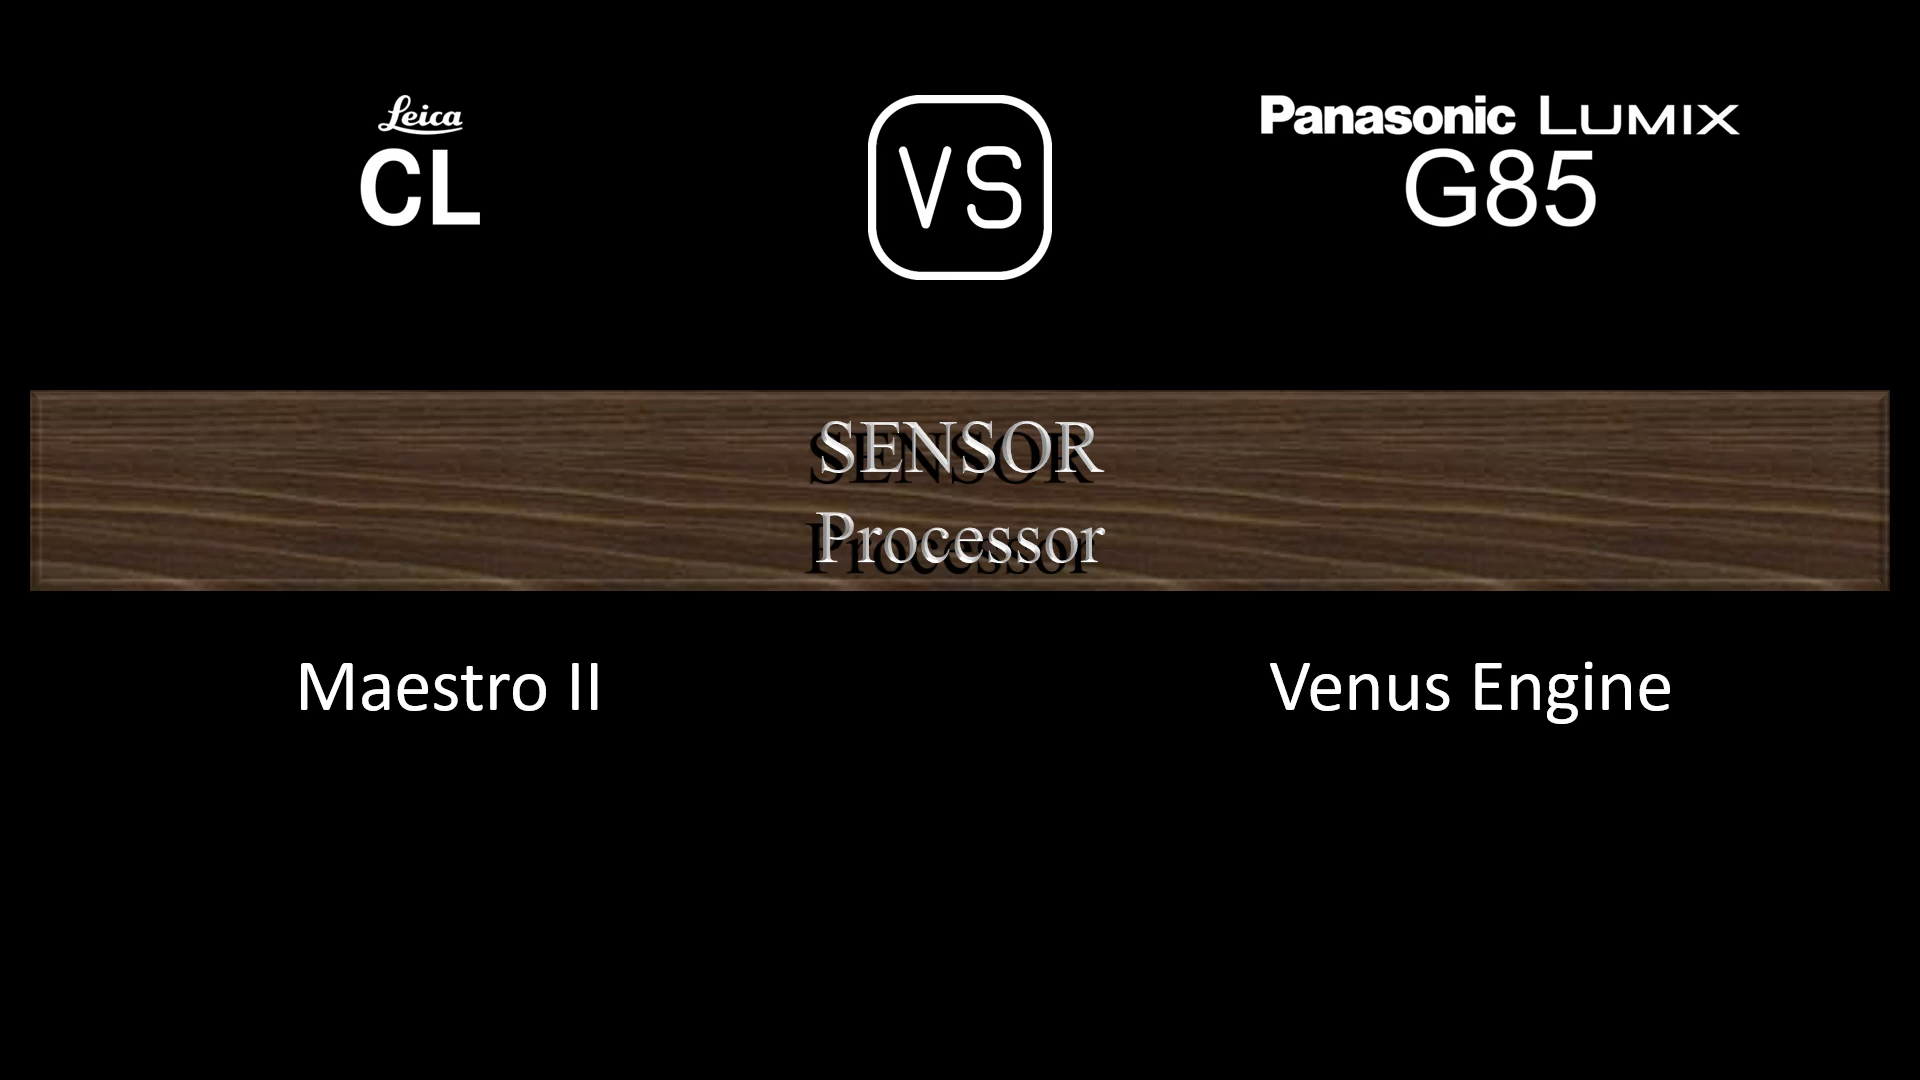 Leica
CL
VS
Panasonic LUMIX
G85
SENSOR
Processor
Maestro II
Venus Engine